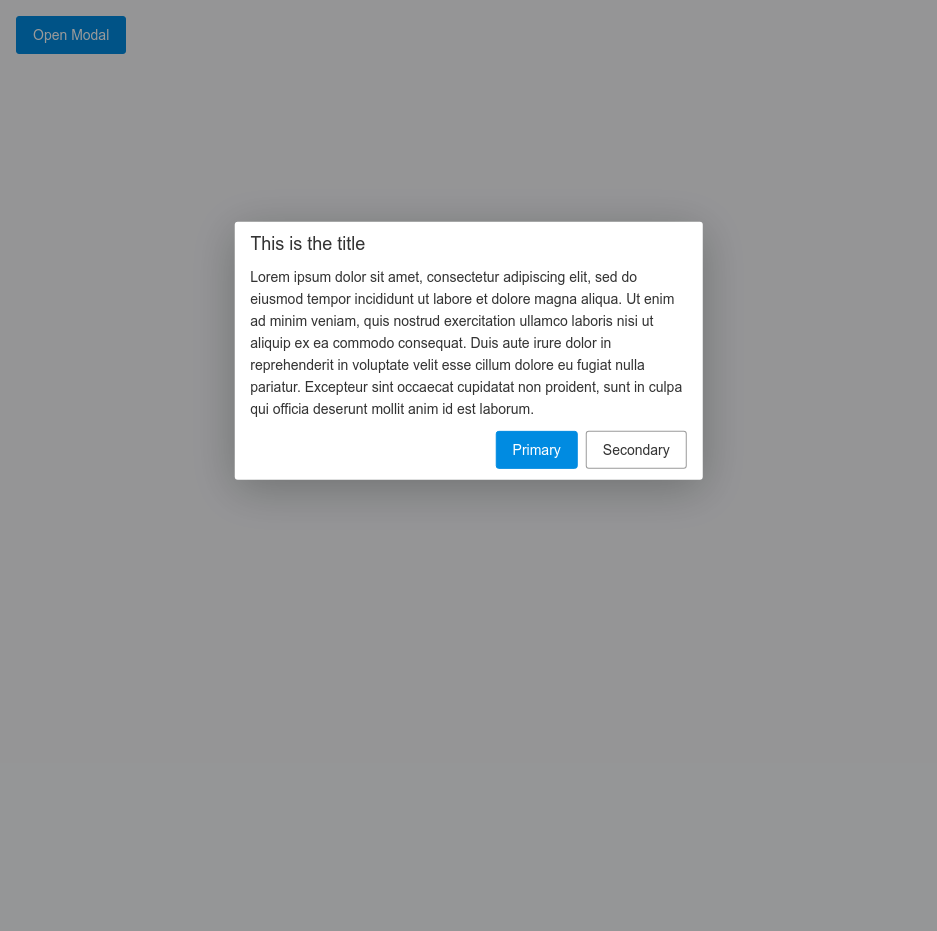 Open Modal
This is the title
Lorem ipsum dolor sit amet, consectetur adipiscing elit, sed do
eiusmod tempor incididunt ut labore et dolore magna aliqua. Ut enim
ad minim veniam, quis nostrud exercitation ullamco laboris nisi ut
aliquip ex ea commodo consequat. Duis aute irure dolor in
reprehenderit in voluptate velit esse cillum dolore eu fugiat nulla
pariatur. Excepteur sint occaecat cupidatat non proident, sunt in culpa
qui officia deserunt mollit anim id est laborum.
Primary Secondary